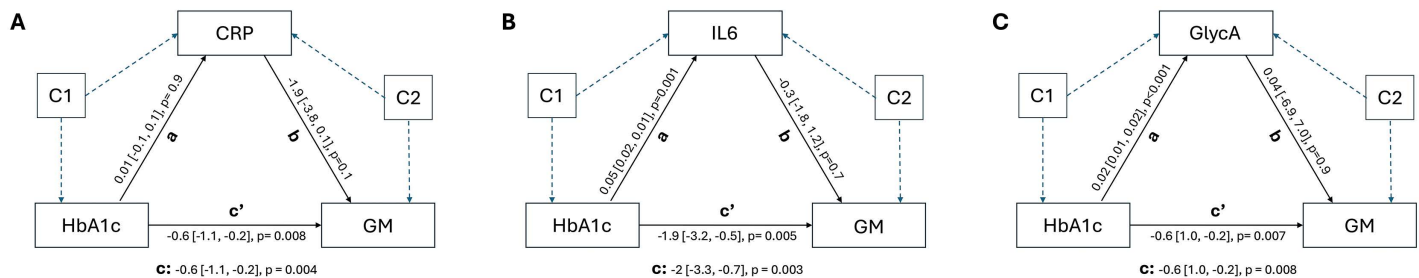 A
CRP
C1
C2
0.01 [-0.1, 0.1], p= 0.9
a
-1.9 [-3.8, 0.1], p=0.1
b
HbA1c
c’
GM
-0.6 [-1.1, -0.2], p= 0.008
c: -0.6 [-1.1, -0.2], p = 0.004
B
IL6
C1
C2
0.05 [0.02, 0.01], p=0.001
a
-0.3 [-1.8, 1.2], p=0.7
b
HbA1c
c’
GM
-1.9 [-3.2, -0.5], p= 0.005
c: -2 [-3.3, -0.7], p = 0.003
C
GlycA
C1
C2
0.02 [0.01, 0.02], p<0.001
a
0.04 [-6.9, 7.0], p=0.9
b
HbA1c
c’
GM
-0.6 [1.0, -0.2], p= 0.007
c: -0.6 [1.0, -0.2], p = 0.008